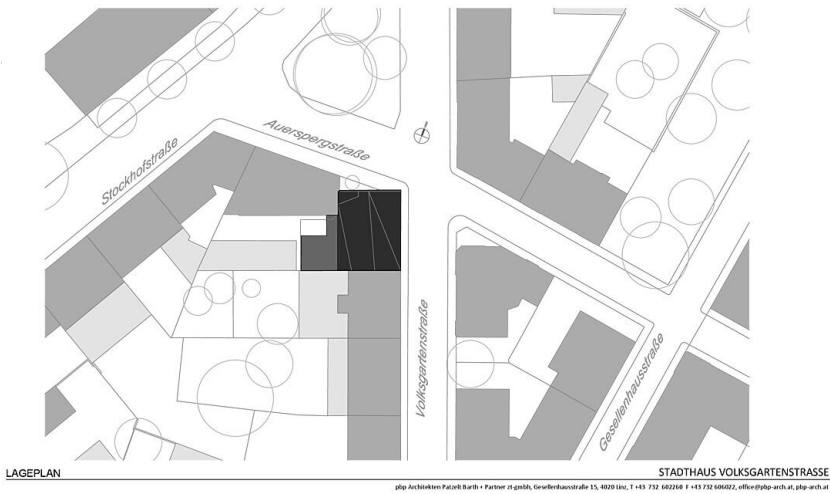 Auerspergstraße
Stockhofstraße
Volksgartenstraße
Gesellenhausstraße
LAGEPLAN
STADTHAUS VOLKSGARTENSTRASSE
pbp Architekten Patzelt Barth + Partner zt-gmbh, Gesellenhausstraße 15, 4020 Linz, T +43 732 602260 F +43 732 606022, office@pbp-arch.at, pbp-arch.at